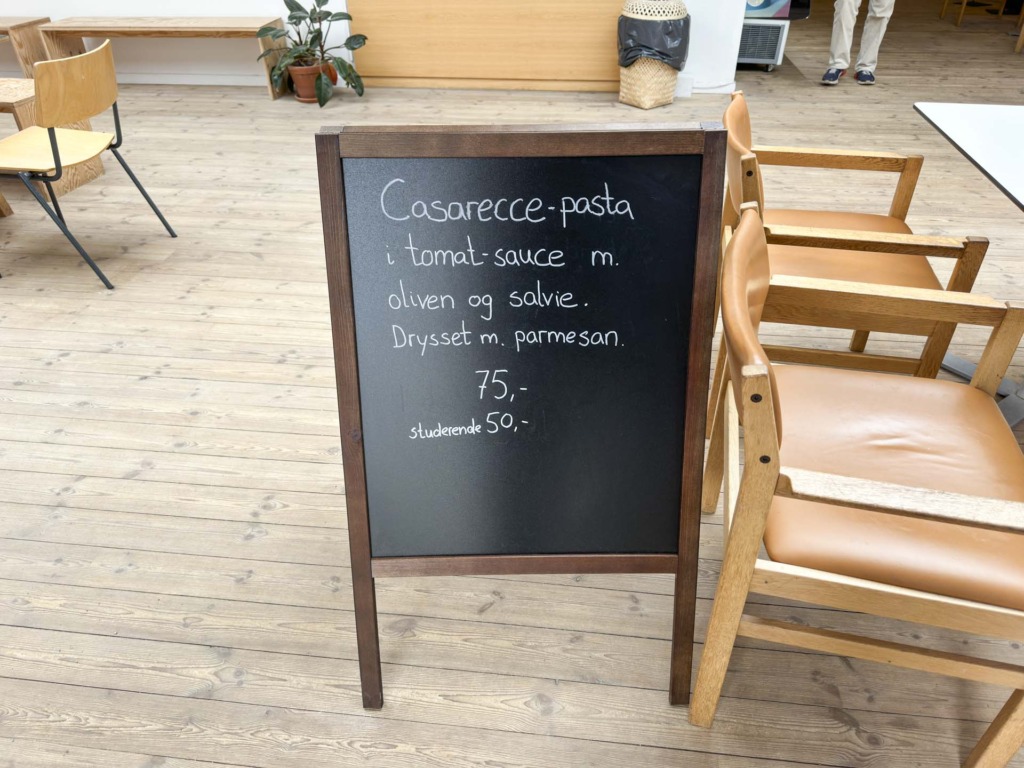 Casarecce-pasta
i tomat-sauce m.
oliven og salvie.
Drysset m. parmesan.
75,-
studerende 50,-